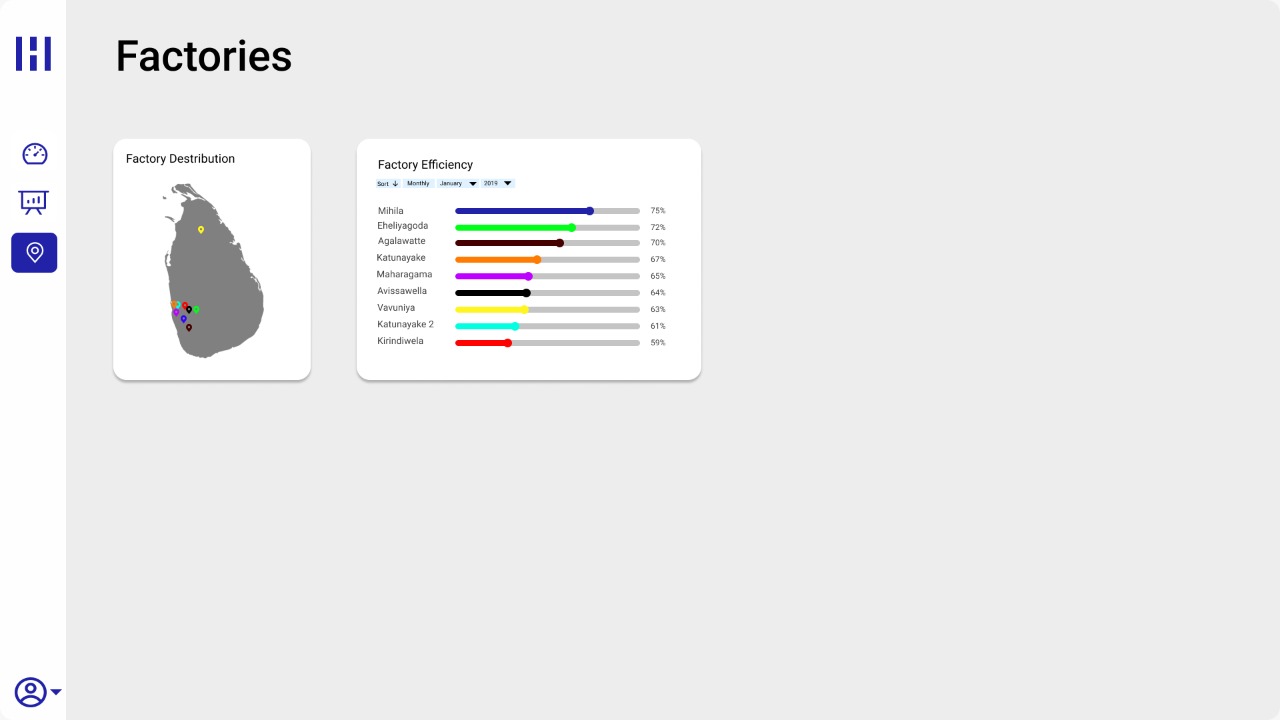 Factories
Factory Destribution
Factory Efficiency
Sort Monthly January 2019
Mihila 75%
Eheliyagoda 72%
Agalawatte 70%
Katunayake 67%
Maharagama 65%
Avissawella 64%
Vavuniya 63%
Katunayake 2 61%
Kirindiwela 59%